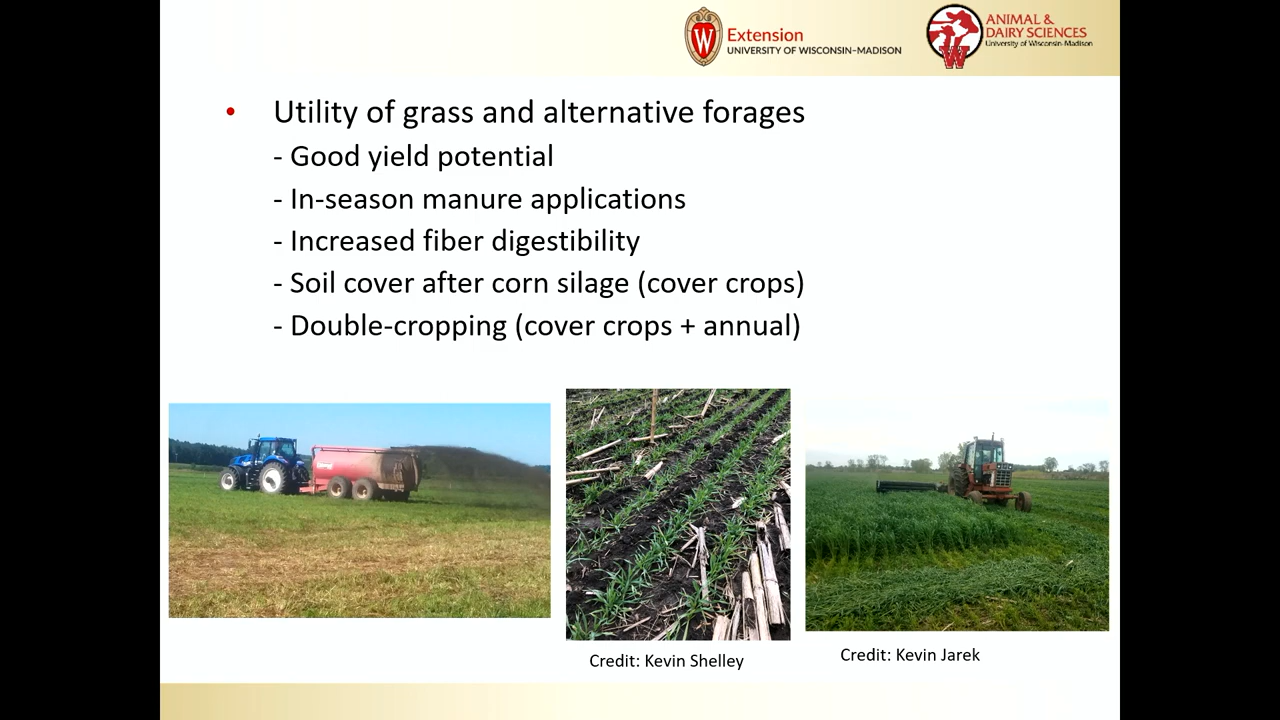 Extension
UNIVERSITY OF WISCONSIN–MADISON
ANIMAL &
DAIRY SCIENCES
University of Wisconsin-Madison
W
W
• Utility of grass and alternative forages
- Good yield potential
- In-season manure applications
- Increased fiber digestibility
- Soil cover after corn silage (cover crops)
- Double-cropping (cover crops + annual)
Credit: Kevin Shelley
Credit: Kevin Jarek